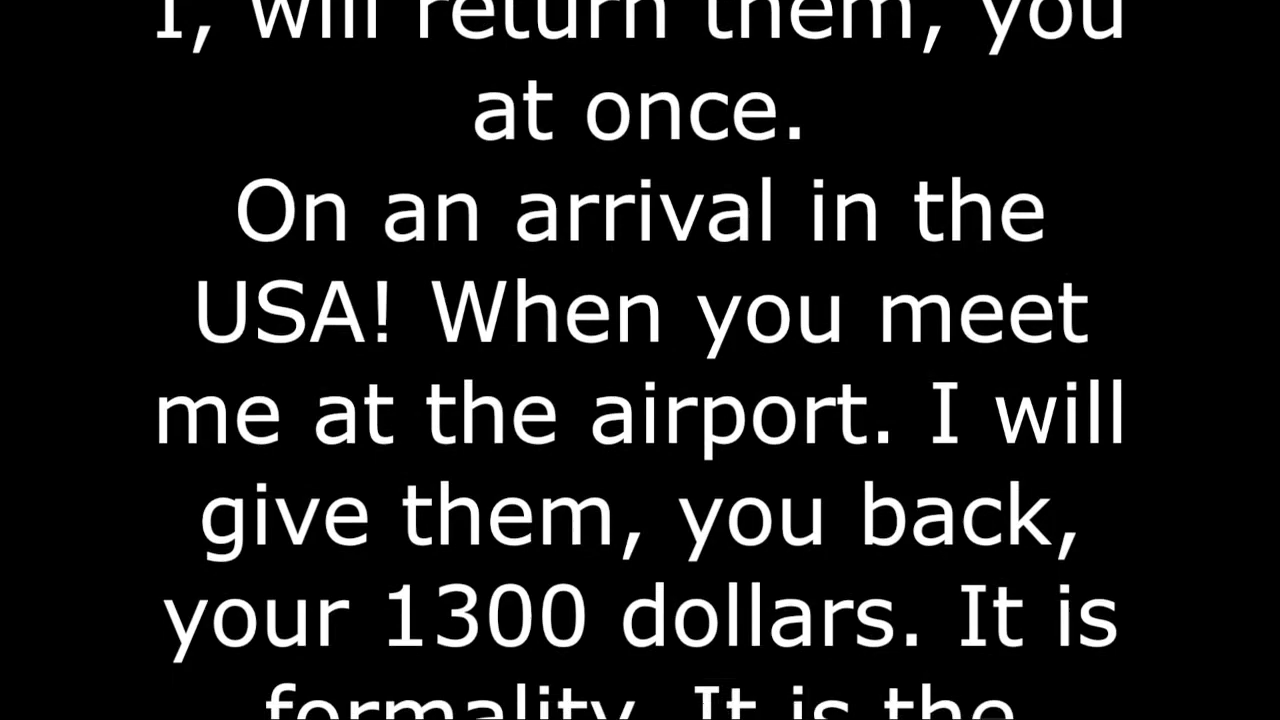 I, will return them, you
at once.
On an arrival in the
USA! When you meet
me at the airport. I will
give them, you back,
your 1300 dollars. It is
formality. It is the